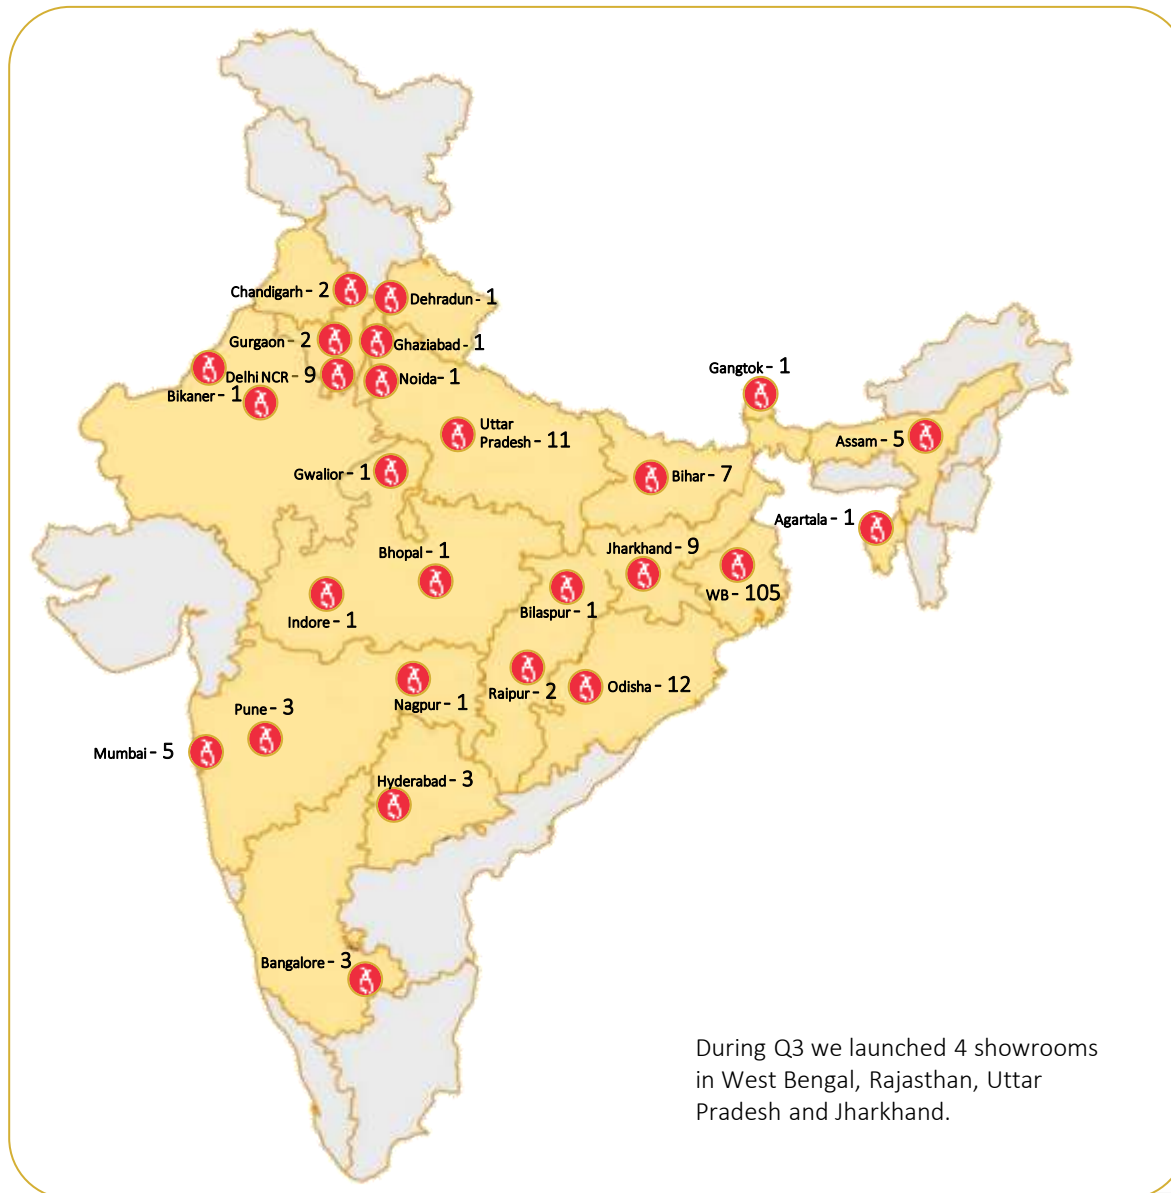 Chandigarh - 2
Dehradun - 1
Gurgaon - 2
Ghaziabad - 1
Delhi NCR - 9
Noida - 1
Bikaner - 1
Gangtok - 1
Uttar
Pradesh - 11
Assam - 5
Gwalior - 1
Bihar - 7
Agartala - 1
Bhopal - 1
Jharkhand - 9
WB - 105
Indore - 1
Bilaspur - 1
Raipur - 2
Odisha - 12
Nagpur - 1
Pune - 3
Mumbai - 5
Hyderabad - 3
Bangalore - 3
During Q3 we launched 4 showrooms
in West Bengal, Rajasthan, Uttar
Pradesh and Jharkhand.